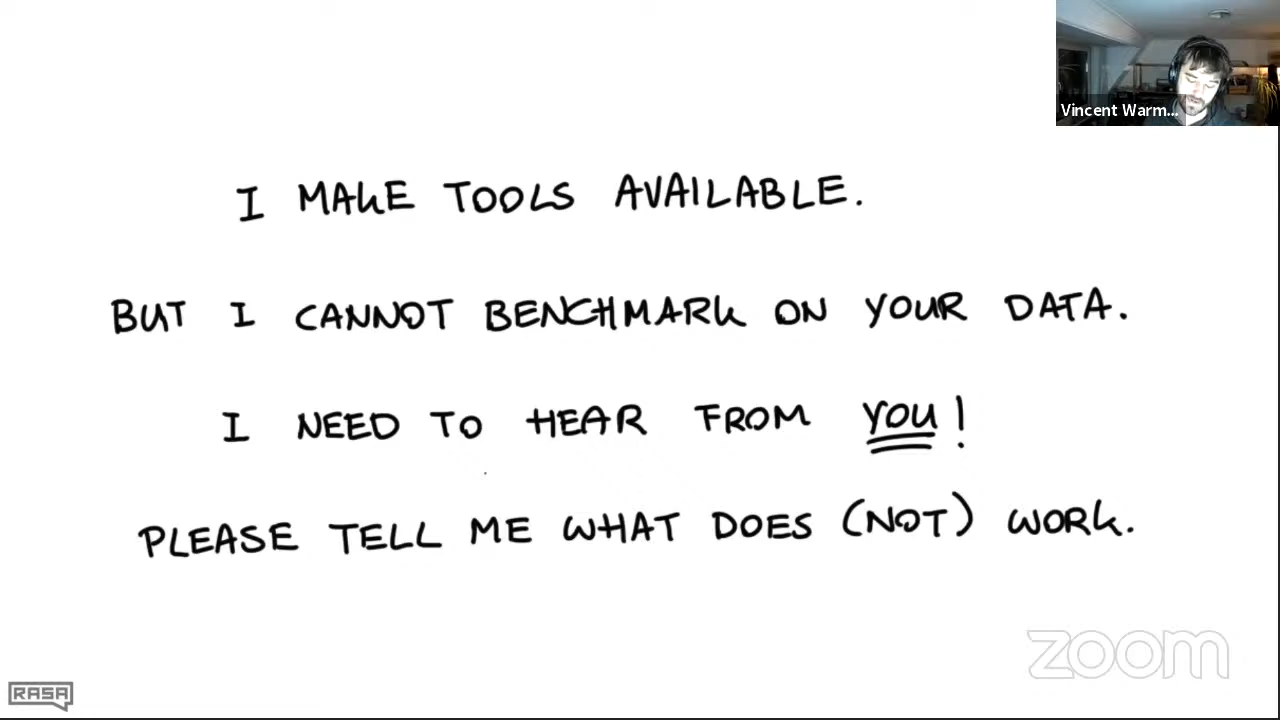 Vincent Warm...
I MAKE TOOLS AVAILABLE.
BUT I CANNOT BENCHMARK ON YOUR DATA.
I NEED TO HEAR FROM YOU!
PLEASE TELL ME WHAT DOES (NOT) WORK.
zoom
RASA